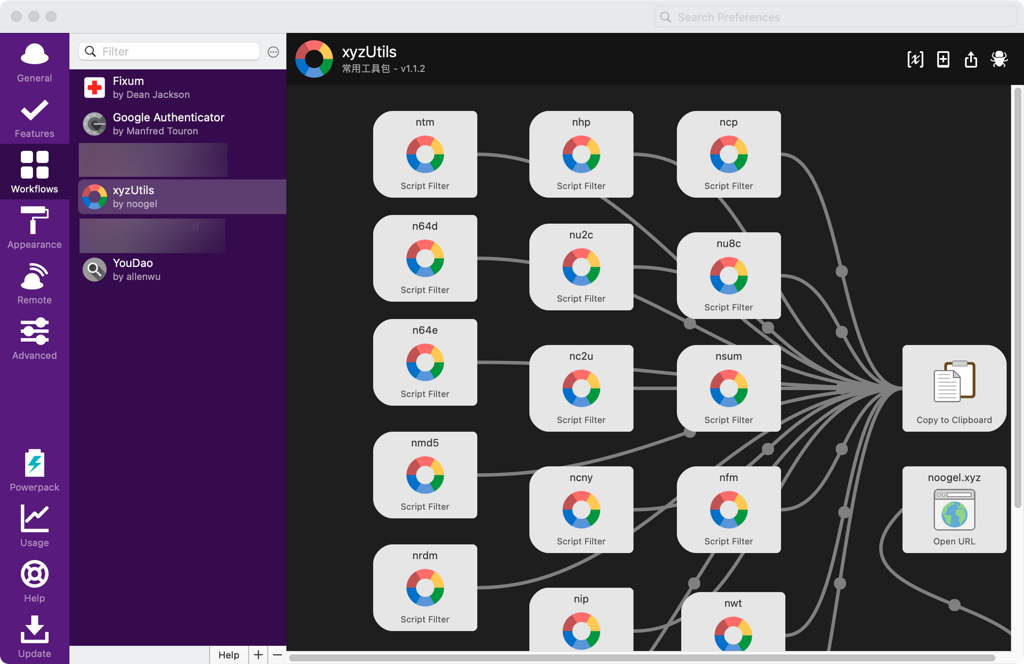 Search Preferences
General
Features
Workflows
Appearance
Remote
Advanced
Powerpack
Usage
Help
Update
Filter
Fixum
by Dean Jackson
Google Authenticator
by Manfred Touron
xyzUtils
by noogel
YouDao
by allenwu
Help
xyzUtils
常用工具包 - v1.1.2
ntm
Script Filter
nhp
Script Filter
ncp
Script Filter
n64d
Script Filter
nu2c
Script Filter
nu8c
Script Filter
n64e
Script Filter
nc2u
Script Filter
nsum
Script Filter
Copy to Clipboard
nmd5
Script Filter
ncny
Script Filter
nfm
Script Filter
noogel.xyz
Open URL
nrdm
Script Filter
nip
nwt